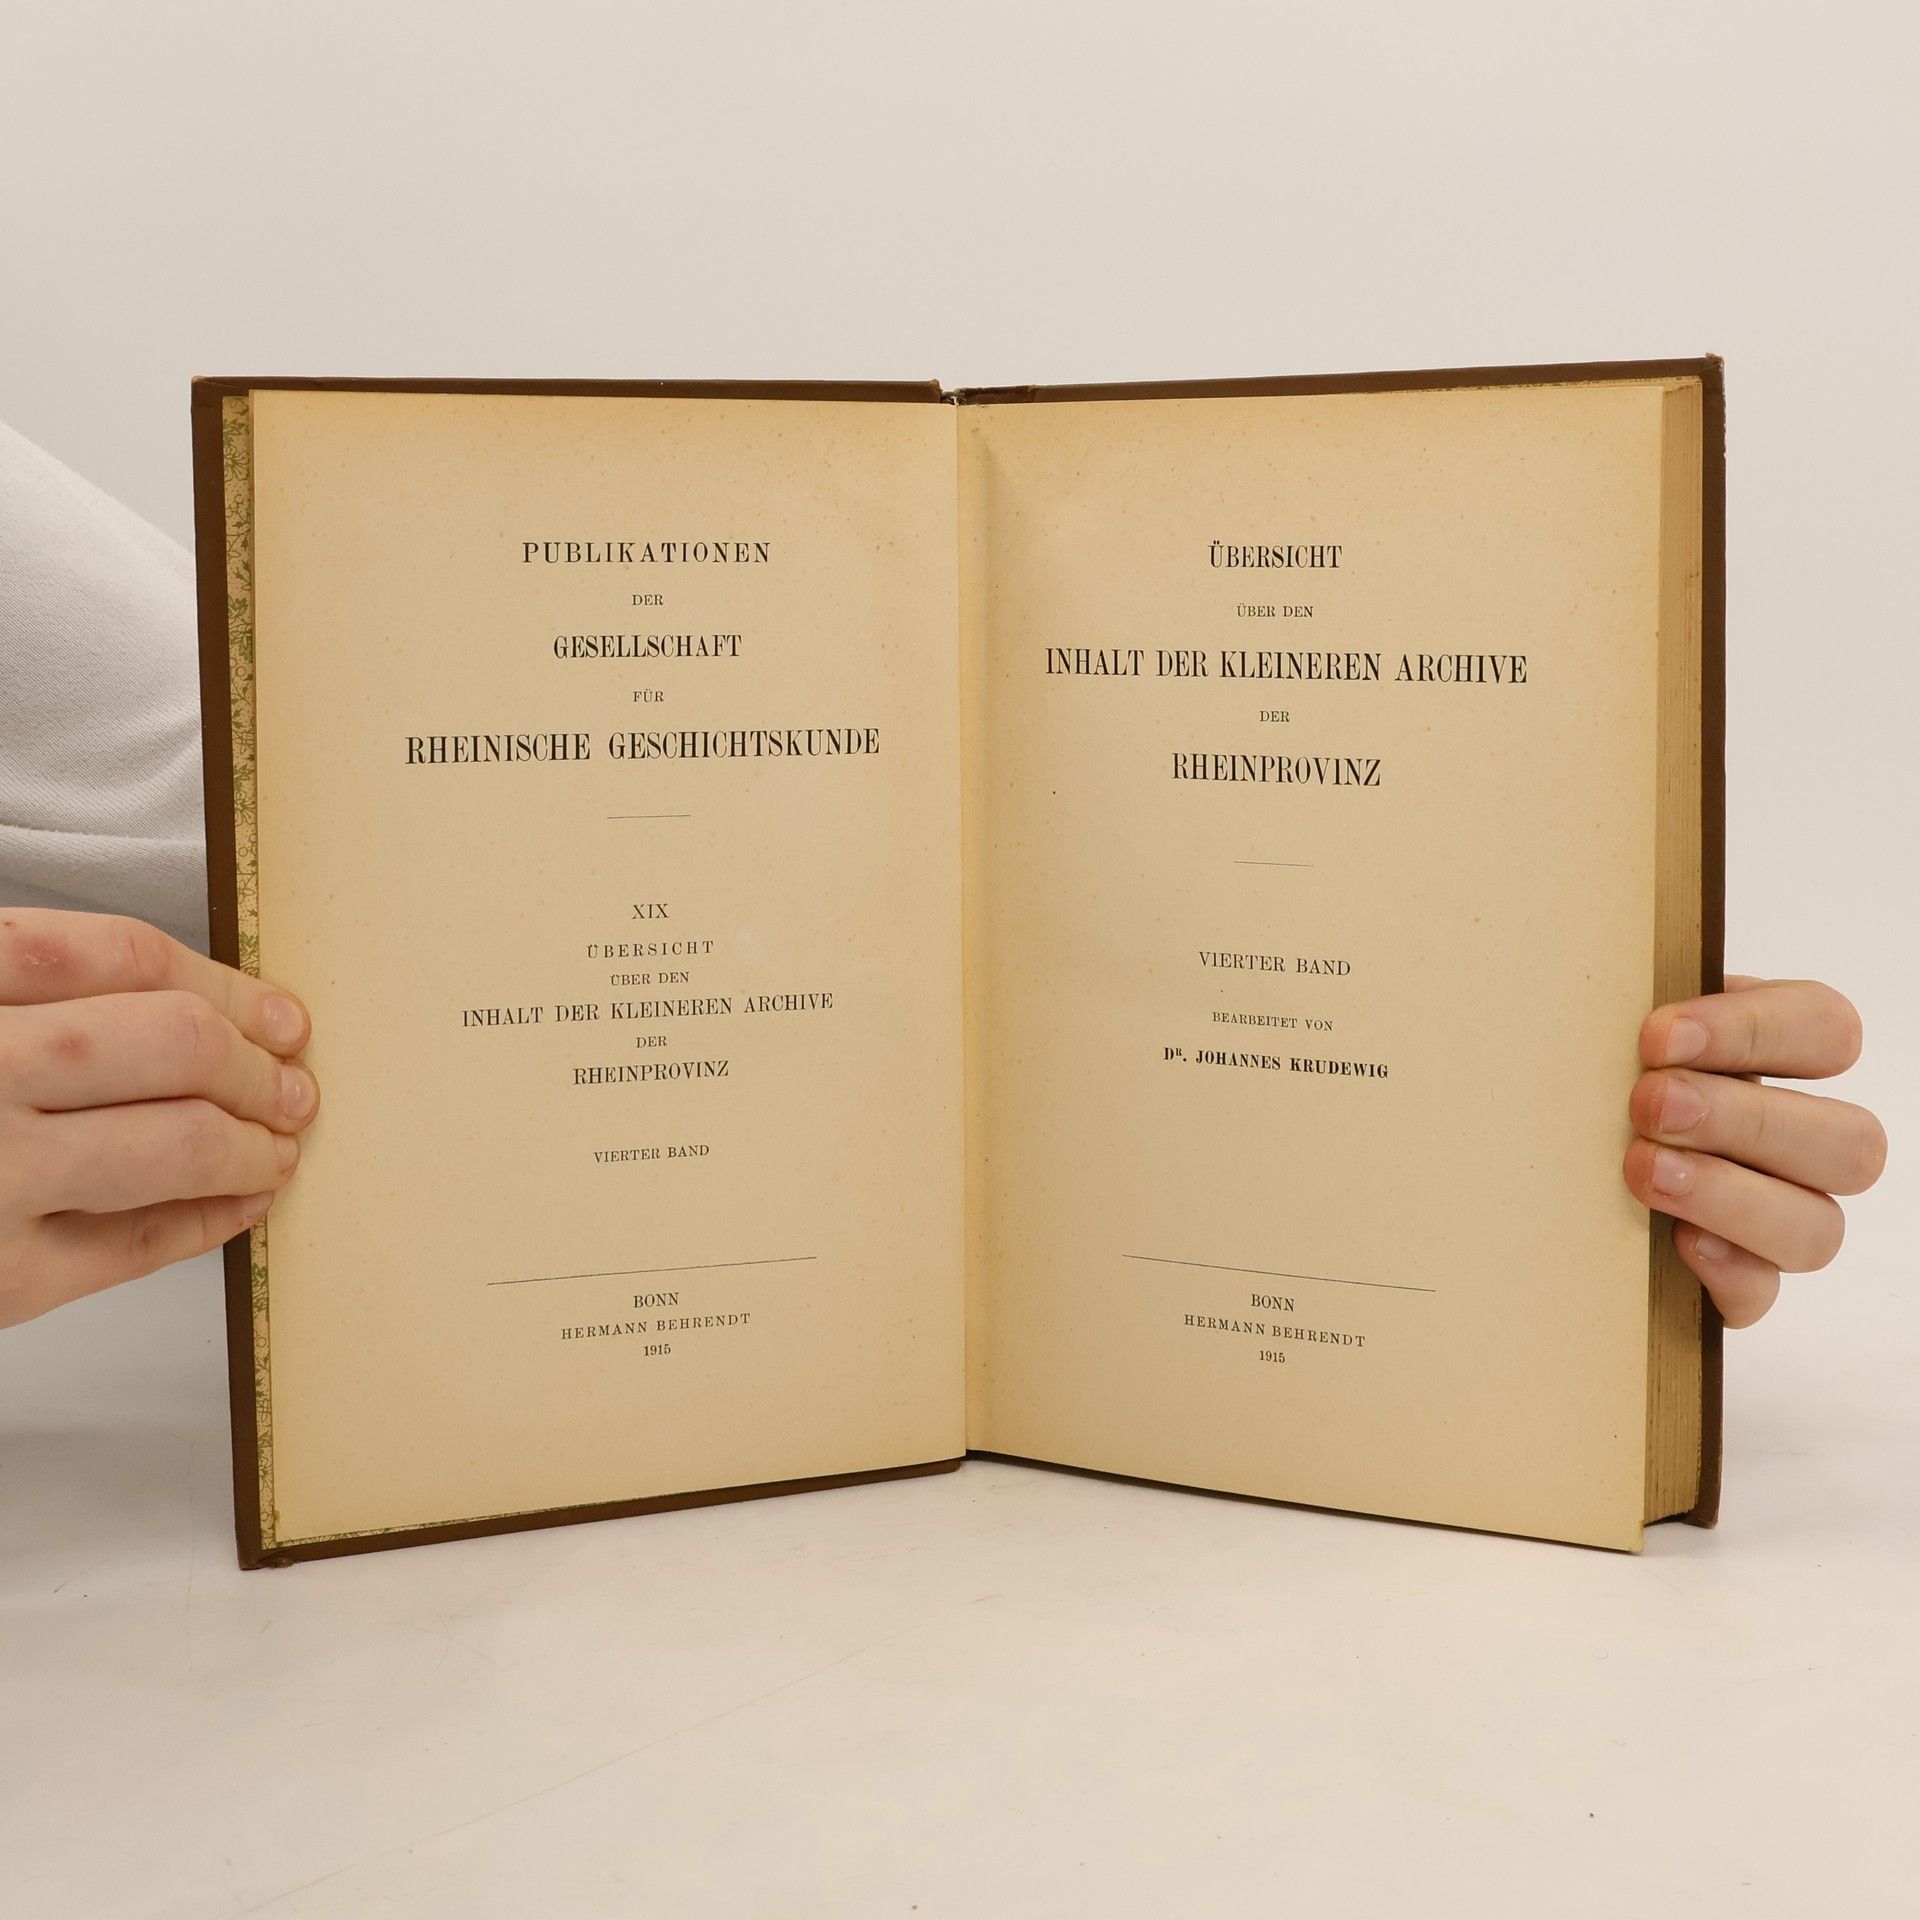 PUBLIKATIONEN
DER
GESELLSCHAFT
FÜR
RHEINISCHE GESCHICHTSKUNDE
XIX
ÜBERSICHT
ÜBER DEN
INHALT DER KLEINEREN ARCHIVE
DER
RHEINPROVINZ
VIERTER BAND
BONN
HERMANN BEHRENDT
1915
ÜBERSICHT
ÜBER DEN
INHALT DER KLEINEREN ARCHIVE
DER
RHEINPROVINZ
VIERTER BAND
BEARBEITET VON
DR. JOHANNES KRUDEWIG
BONN
HERMANN BEHRENDT
1915